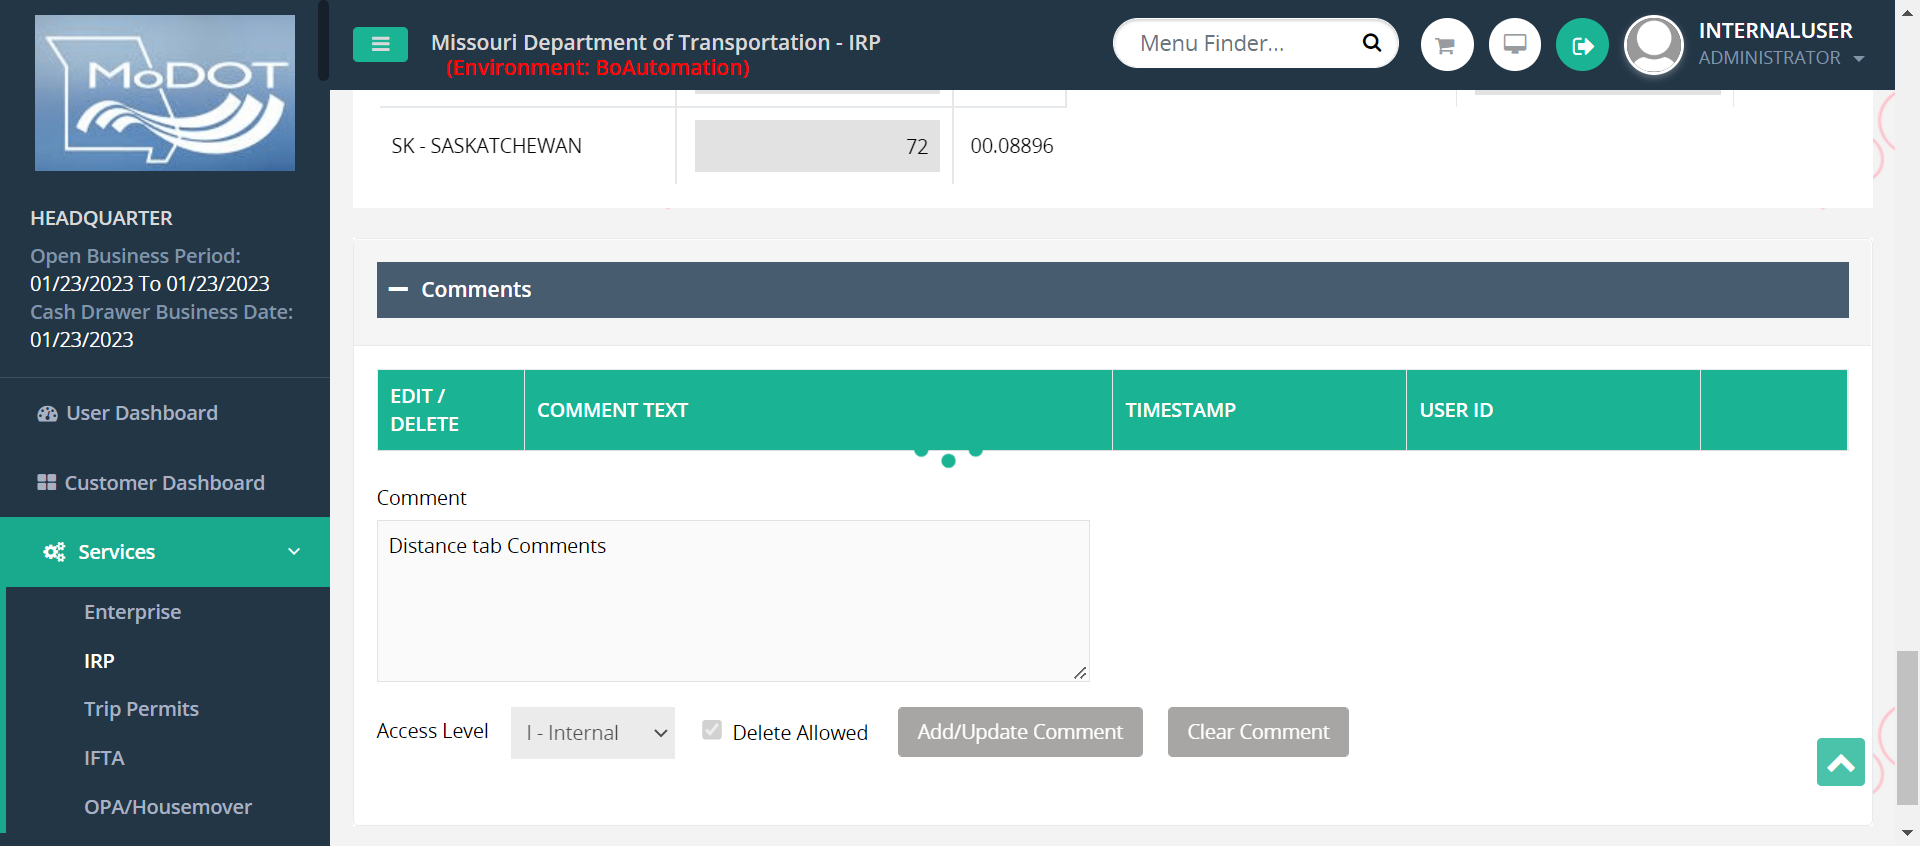 MoDOT
Missouri Department of Transportation - IRP
(Environment: BoAutomation)
Menu Finder...
INTERNALUSER
ADMINISTRATOR
HEADQUARTER
Open Business Period:
01/23/2023 To 01/23/2023
Cash Drawer Business Date:
01/23/2023
User Dashboard
Customer Dashboard
Services
Enterprise
IRP
Trip Permits
IFTA
OPA/Housemover
SK - SASKATCHEWAN 72 00.08896
Comments
EDIT / DELETE COMMENT TEXT TIMESTAMP USER ID
Comment
Distance tab Comments
Access Level I - Internal Delete Allowed Add/Update Comment Clear Comment